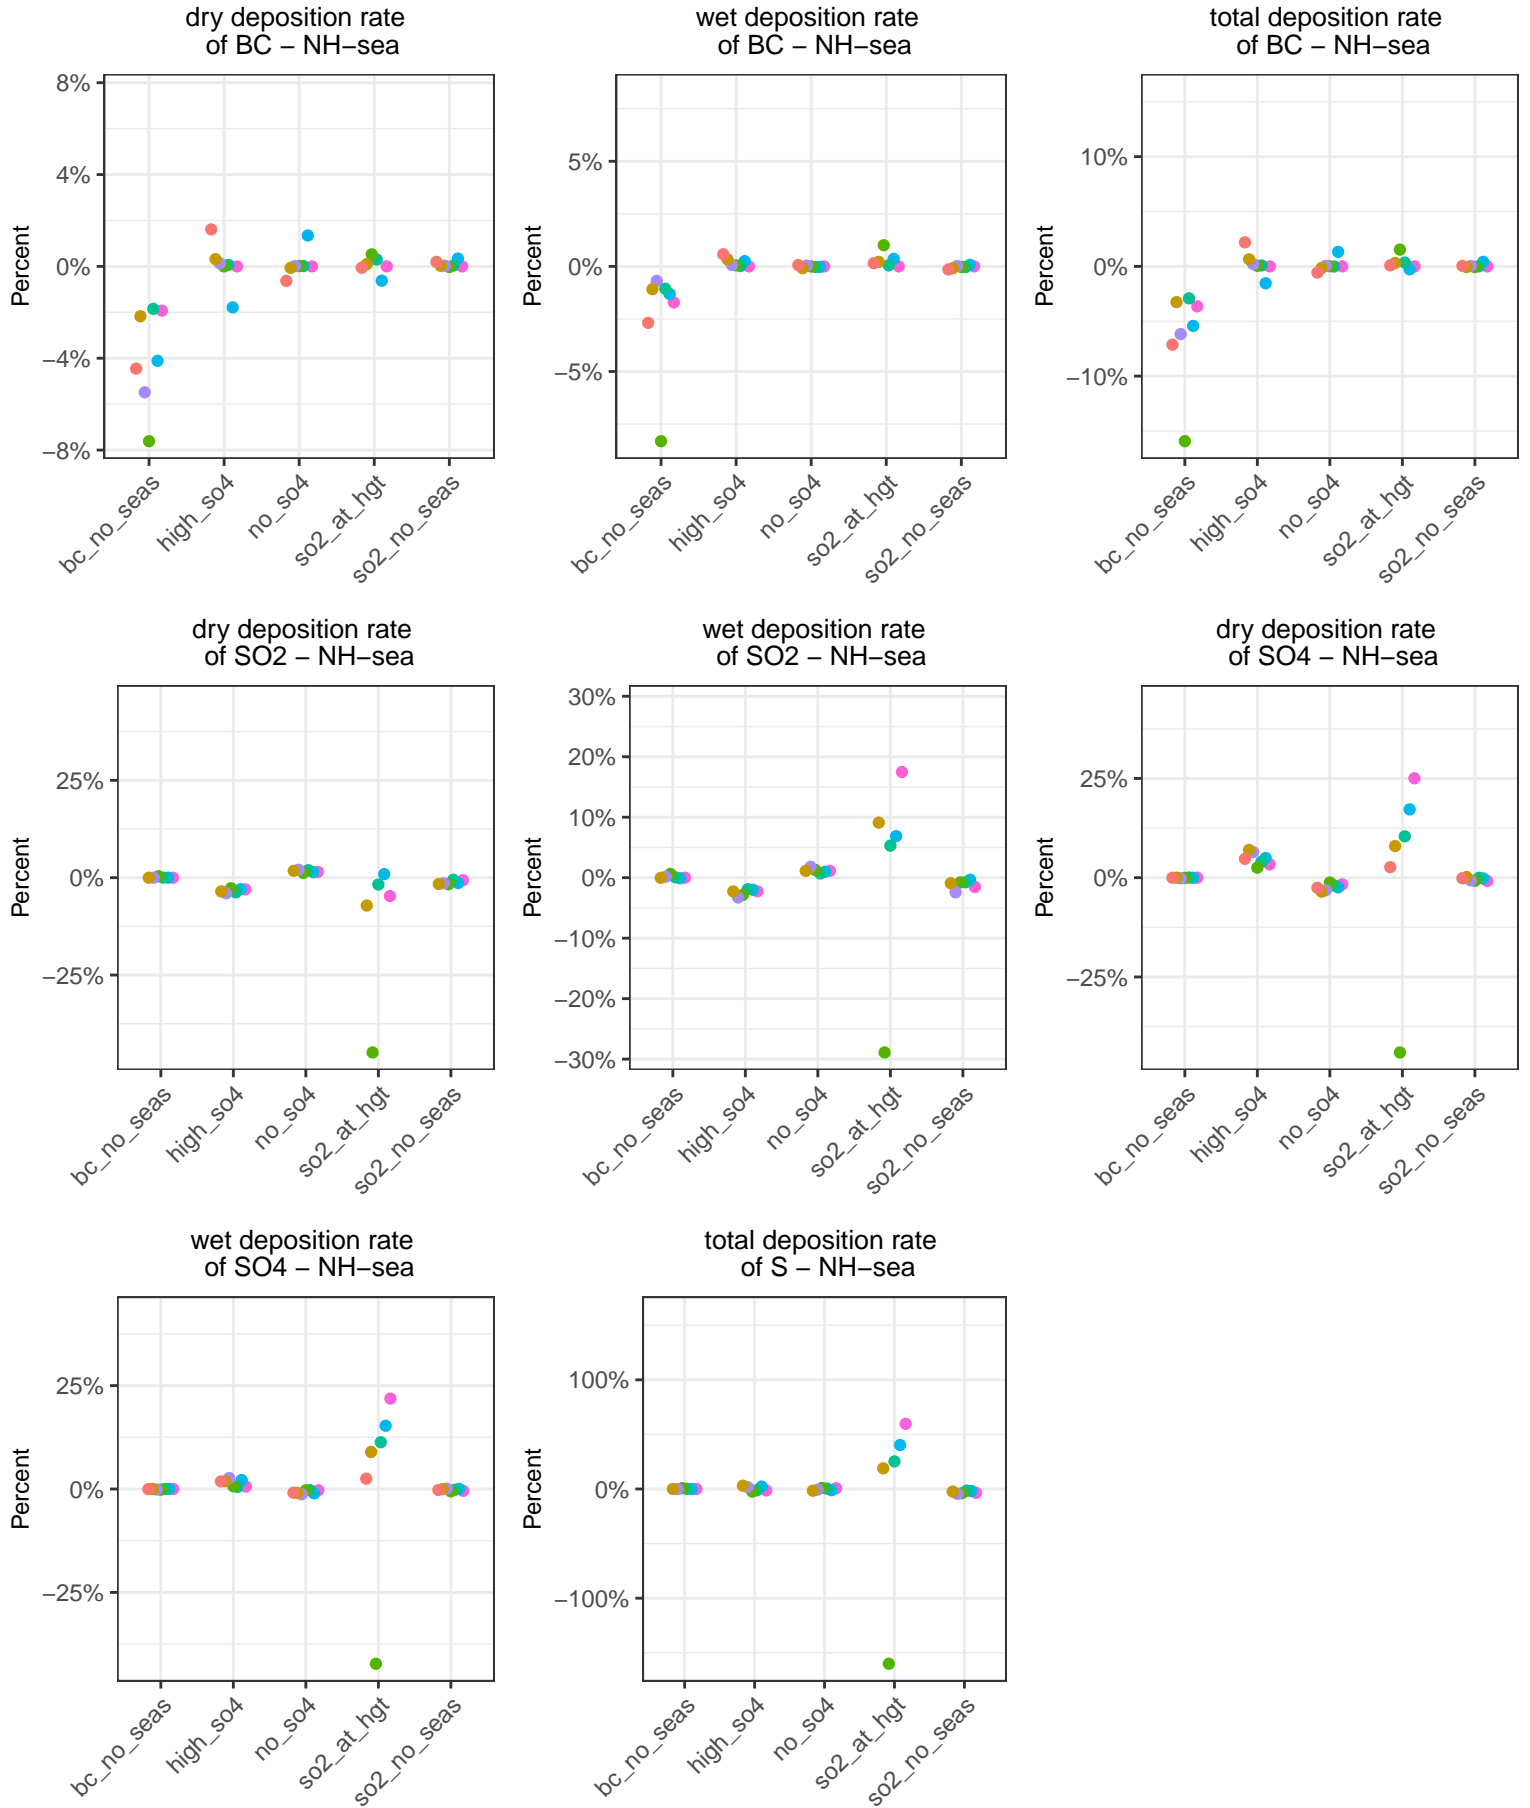 dry deposition rate
of BC − NH−sea
Percent
8%
4%
0%
−4%
−8%
bc_no_seas
high_so4
no_so4
so2_at_hgt
so2_no_seas
wet deposition rate
of BC − NH−sea
Percent
5%
0%
−5%
bc_no_seas
high_so4
no_so4
so2_at_hgt
so2_no_seas
total deposition rate
of BC − NH−sea
Percent
10%
0%
−10%
bc_no_seas
high_so4
no_so4
so2_at_hgt
so2_no_seas
dry deposition rate
of SO2 − NH−sea
Percent
25%
0%
−25%
bc_no_seas
high_so4
no_so4
so2_at_hgt
so2_no_seas
wet deposition rate
of SO2 − NH−sea
Percent
30%
20%
10%
0%
−10%
−20%
−30%
bc_no_seas
high_so4
no_so4
so2_at_hgt
so2_no_seas
dry deposition rate
of SO4 − NH−sea
Percent
25%
0%
−25%
bc_no_seas
high_so4
no_so4
so2_at_hgt
so2_no_seas
wet deposition rate
of SO4 − NH−sea
Percent
25%
0%
−25%
bc_no_seas
high_so4
no_so4
so2_at_hgt
so2_no_seas
total deposition rate
of S − NH−sea
Percent
100%
0%
−100%
bc_no_seas
high_so4
no_so4
so2_at_hgt
so2_no_seas